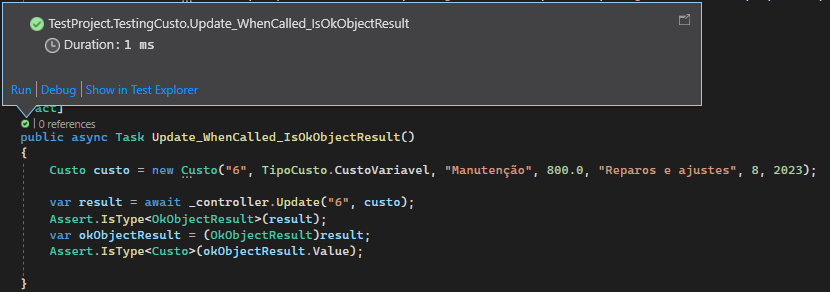 TestProject.TestingCusto.Update_WhenCalled_IsOkObjectResult
Duration: 1 ms
Run | Debug | Show in Test Explorer
act]
| 0 references
public async Task Update_WhenCalled_IsOkObjectResult()
{
Custo custo = new Custo("6", TipoCusto.CustoVariavel, "Manutenção", 800.0, "Reparos e ajustes", 8, 2023);
var result = await _controller.Update("6", custo);
Assert.IsType<OkObjectResult>(result);
var okObjectResult = (OkObjectResult)result;
Assert.IsType<Custo>(okObjectResult.Value);
}